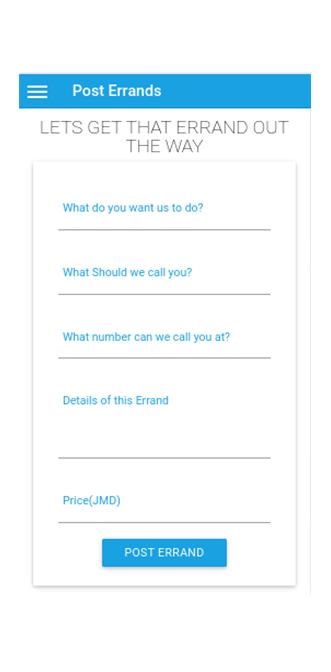 Post Errands
LETS GET THAT ERRAND OUT
THE WAY
What do you want us to do?
What Should we call you?
What number can we call you at?
Details of this Errand
Price(JMD)
POST ERRAND